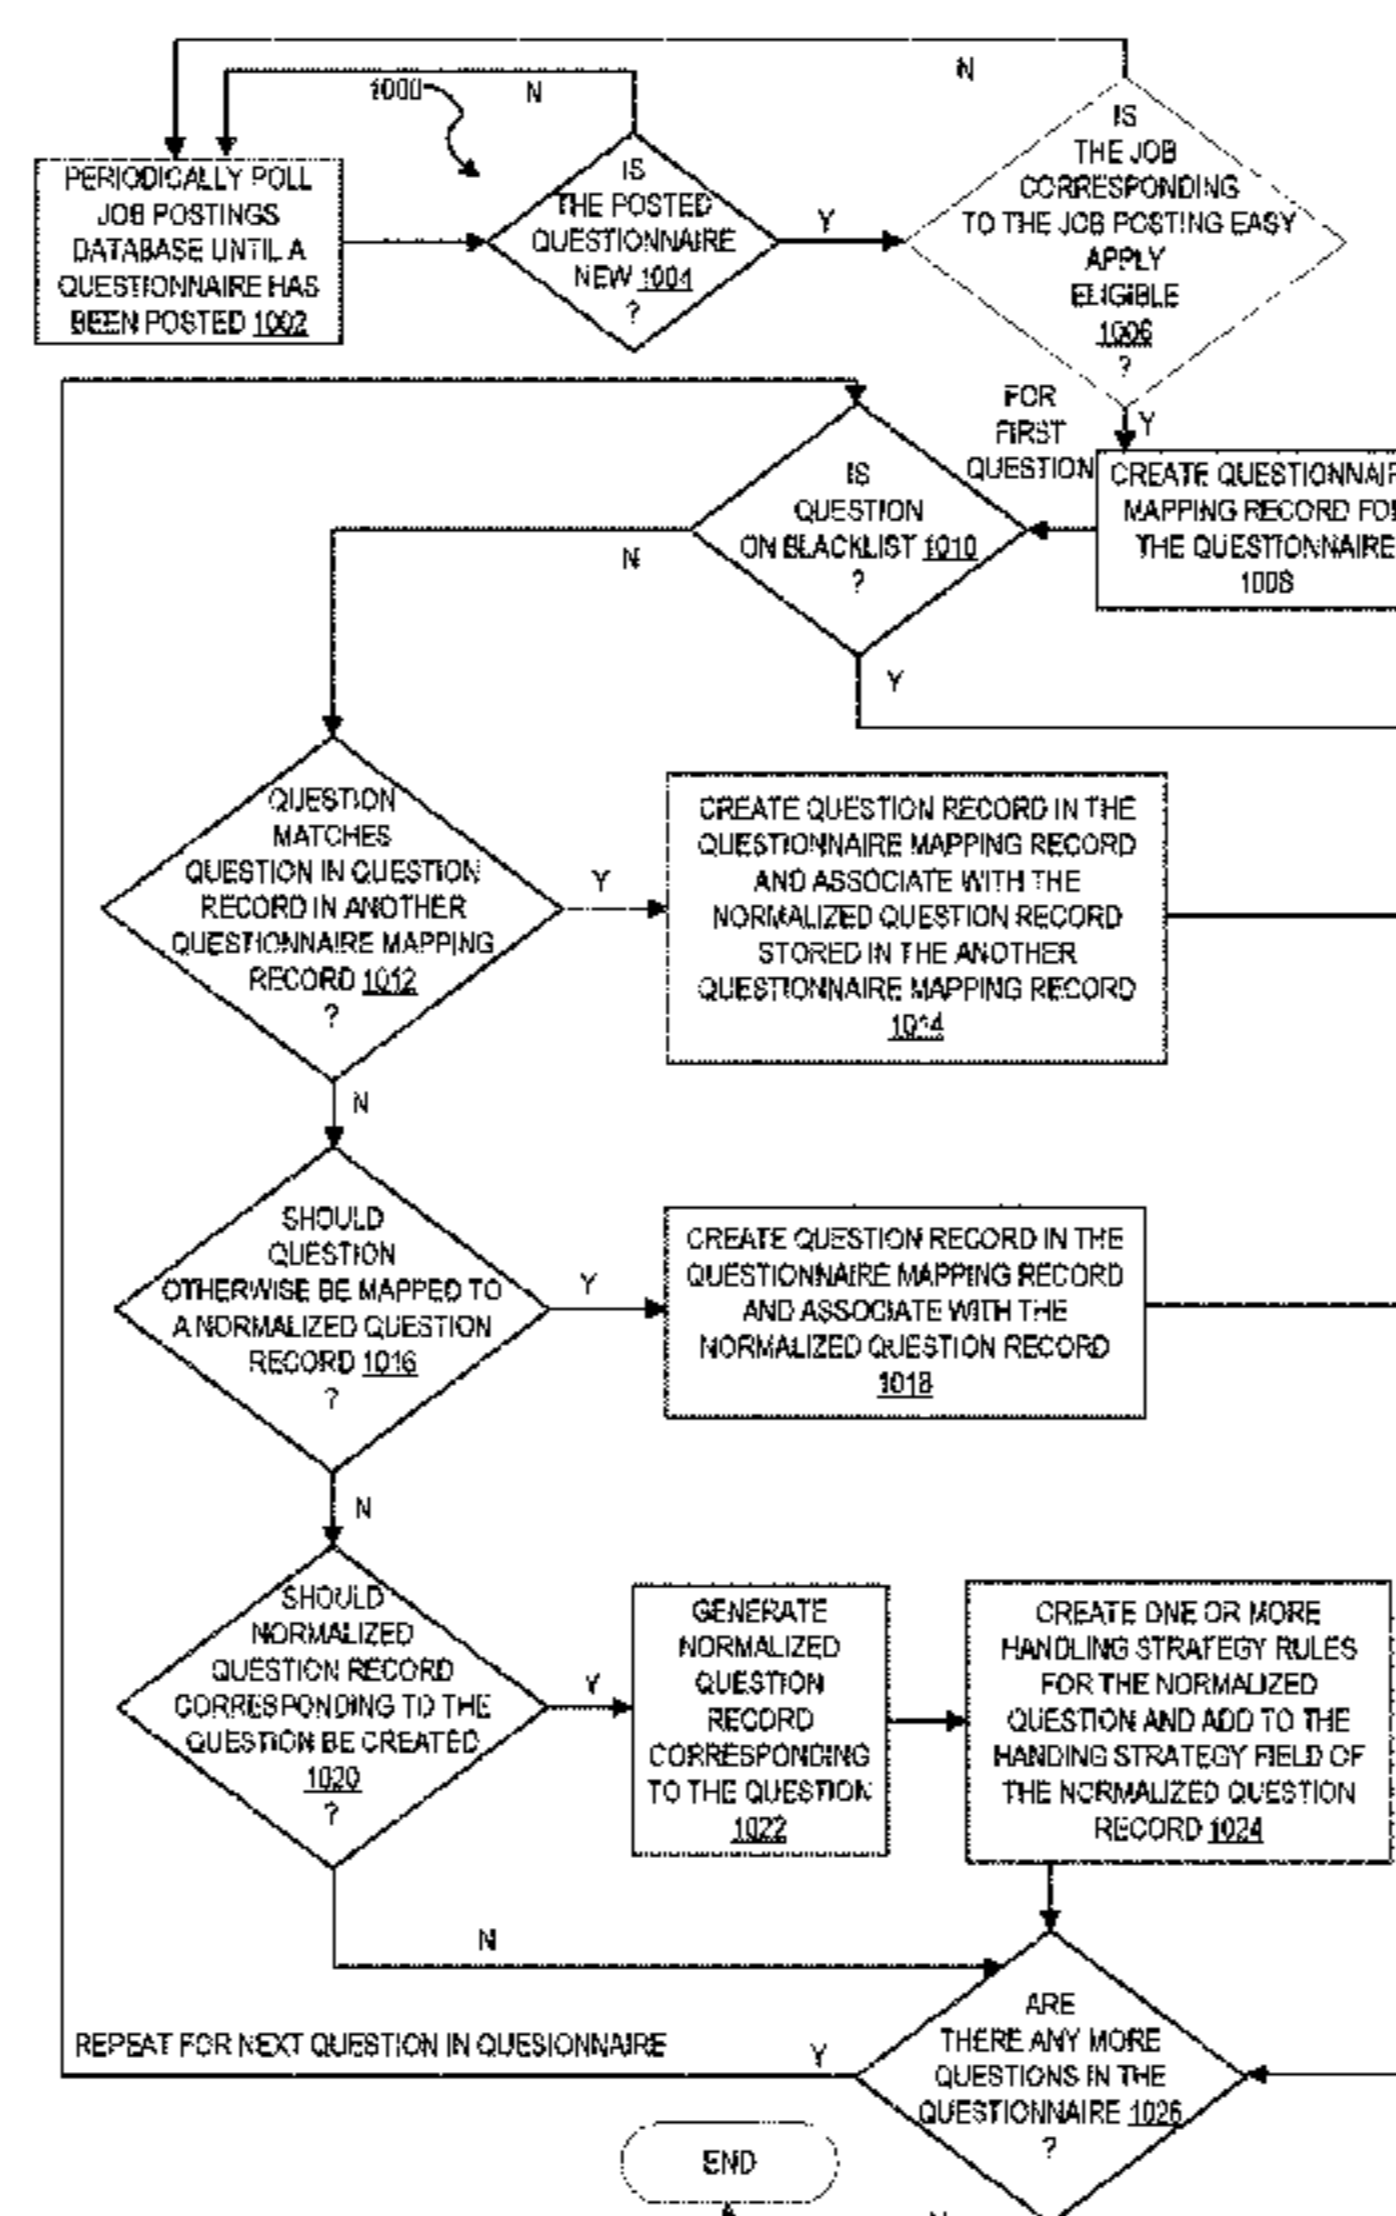 N
1000
N
PERIODICALLY POLL
JOB POSTINGS
DATABASE UNTIL A
QUESTIONNAIRE HAS
BEEN POSTED 1002
IS
THE POSTED
QUESTIONNAIRE
NEW 1004
?
Y
IS
THE JOB
CORRESPONDING
TO THE JOB POSTING EASY
APPLY
ELIGIBLE
1006
?
Y
FOR
FIRST
QUESTION
CREATE QUESTIONNAIR
MAPPING RECORD FO
THE QUESTIONNAIRE
1008
IS
QUESTION
ON BLACKLIST 1010
?
N
Y
QUESTION
MATCHES
QUESTION IN QUESTION
RECORD IN ANOTHER
QUESTIONNAIRE MAPPING
RECORD 1012
?
Y
CREATE QUESTION RECORD IN THE
QUESTIONNAIRE MAPPING RECORD
AND ASSOCIATE WITH THE
NORMALIZED QUESTION RECORD
STORED IN THE ANOTHER
QUESTIONNAIRE MAPPING RECORD
1014
N
SHOULD
QUESTION
OTHERWISE BE MAPPED TO
A NORMALIZED QUESTION
RECORD 1016
?
Y
CREATE QUESTION RECORD IN THE
QUESTIONNAIRE MAPPING RECORD
AND ASSOCIATE WITH THE
NORMALIZED QUESTION RECORD
1018
N
SHOULD
NORMALIZED
QUESTION RECORD
CORRESPONDING TO THE
QUESTION BE CREATED
1020
?
Y
GENERATE
NORMALIZED
QUESTION
RECORD
CORRESPONDING
TO THE QUESTION
1022
CREATE ONE OR MORE
HANDLING STRATEGY RULES
FOR THE NORMALIZED
QUESTION AND ADD TO THE
HANDING STRATEGY FIELD OF
THE NORMALIZED QUESTION
RECORD 1024
N
ARE
THERE ANY MORE
QUESTIONS IN THE
QUESTIONNAIRE 1026
?
REPEAT FOR NEXT QUESTION IN QUESIONNAIRE
Y
END